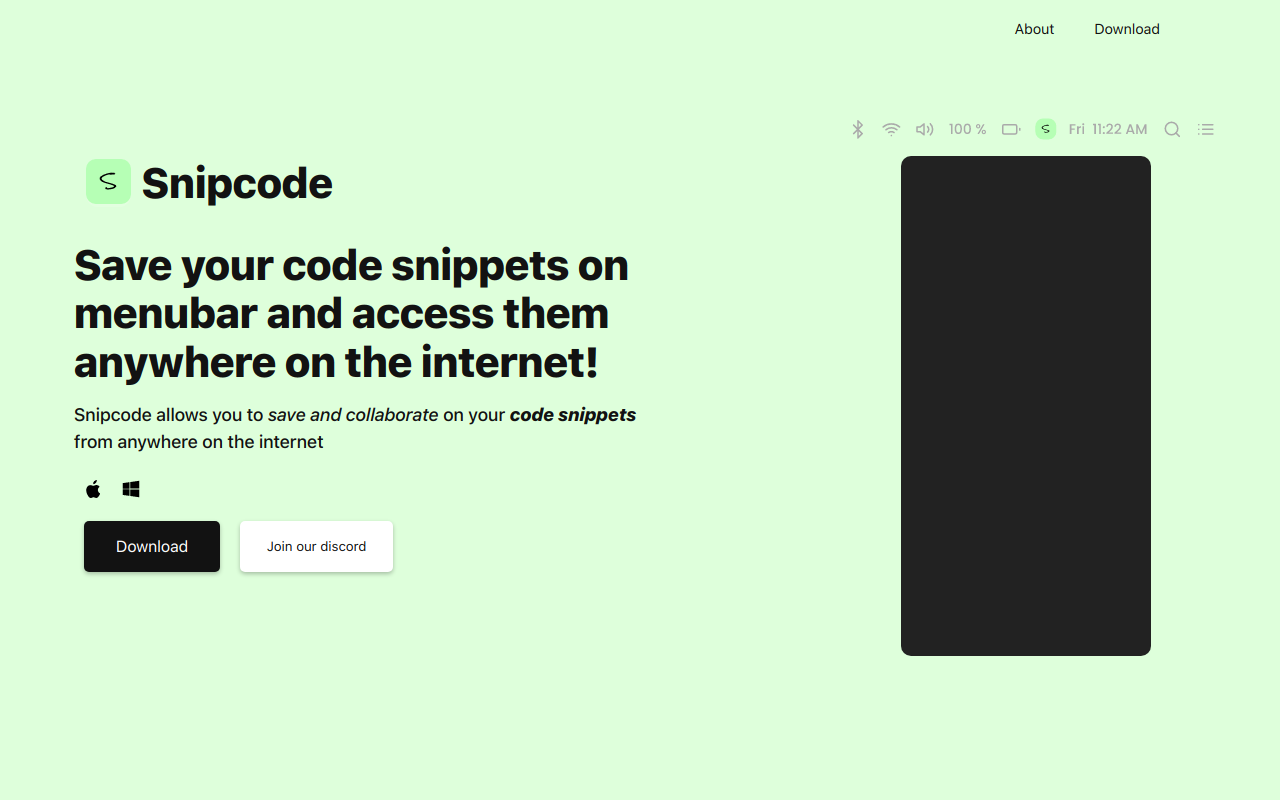 About Download
100 % Fri 11:22 AM
Snipcode
Save your code snippets on
menubar and access them
anywhere on the internet!
Snipcode allows you to save and collaborate on your code snippets
from anywhere on the internet
Download Join our discord